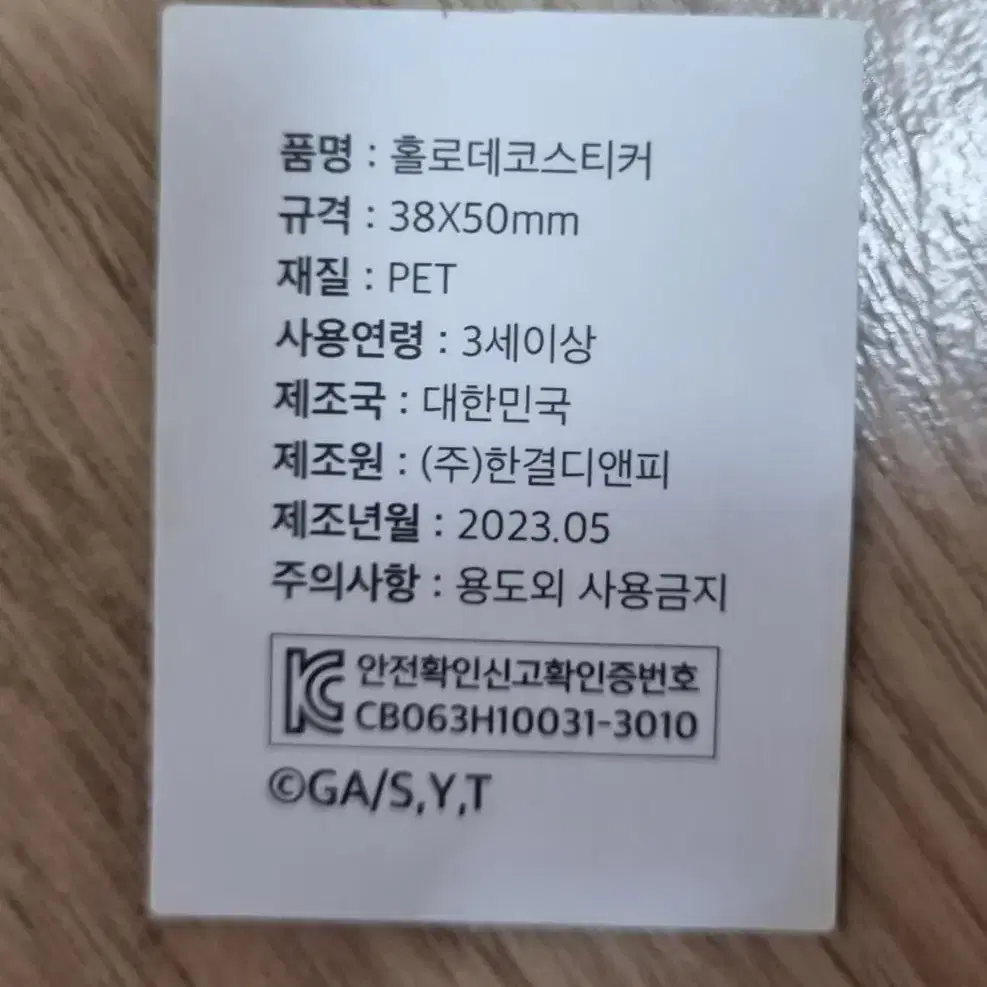 품명 : 홀로데코스티커
규격 : 38X50mm
재질 : PET
사용연령 : 3세이상
제조국 : 대한민국
제조원 : (주)한결디앤피
제조년월 : 2023.05
주의사항 : 용도외 사용금지
안전확인신고확인증번호
CB063H10031-3010
©GA/S,Y,T